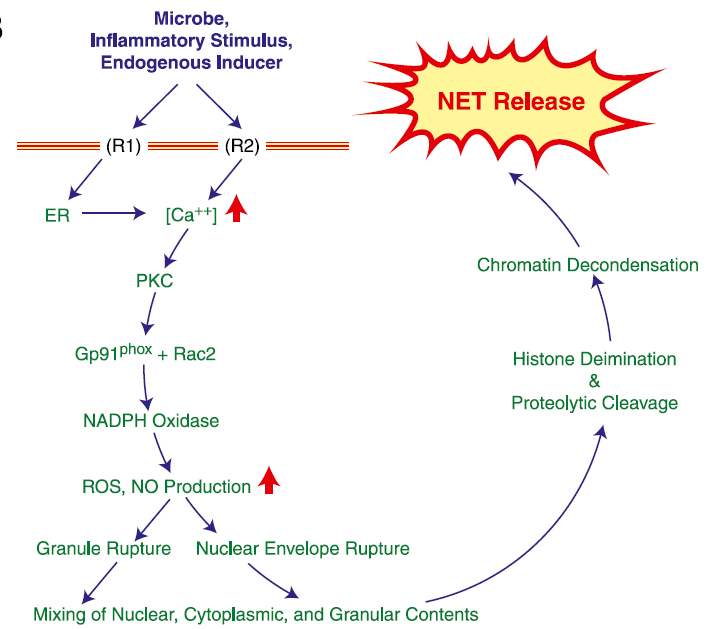 B
Microbe,
Inflammatory Stimulus,
Endogenous Inducer
NET Release
(R1)
(R2)
ER
[Ca++]
PKC
Gp91phox + Rac2
NADPH Oxidase
ROS, NO Production
Granule Rupture
Nuclear Envelope Rupture
Mixing of Nuclear, Cytoplasmic, and Granular Contents
Histone Deimination
&
Proteolytic Cleavage
Chromatin Decondensation